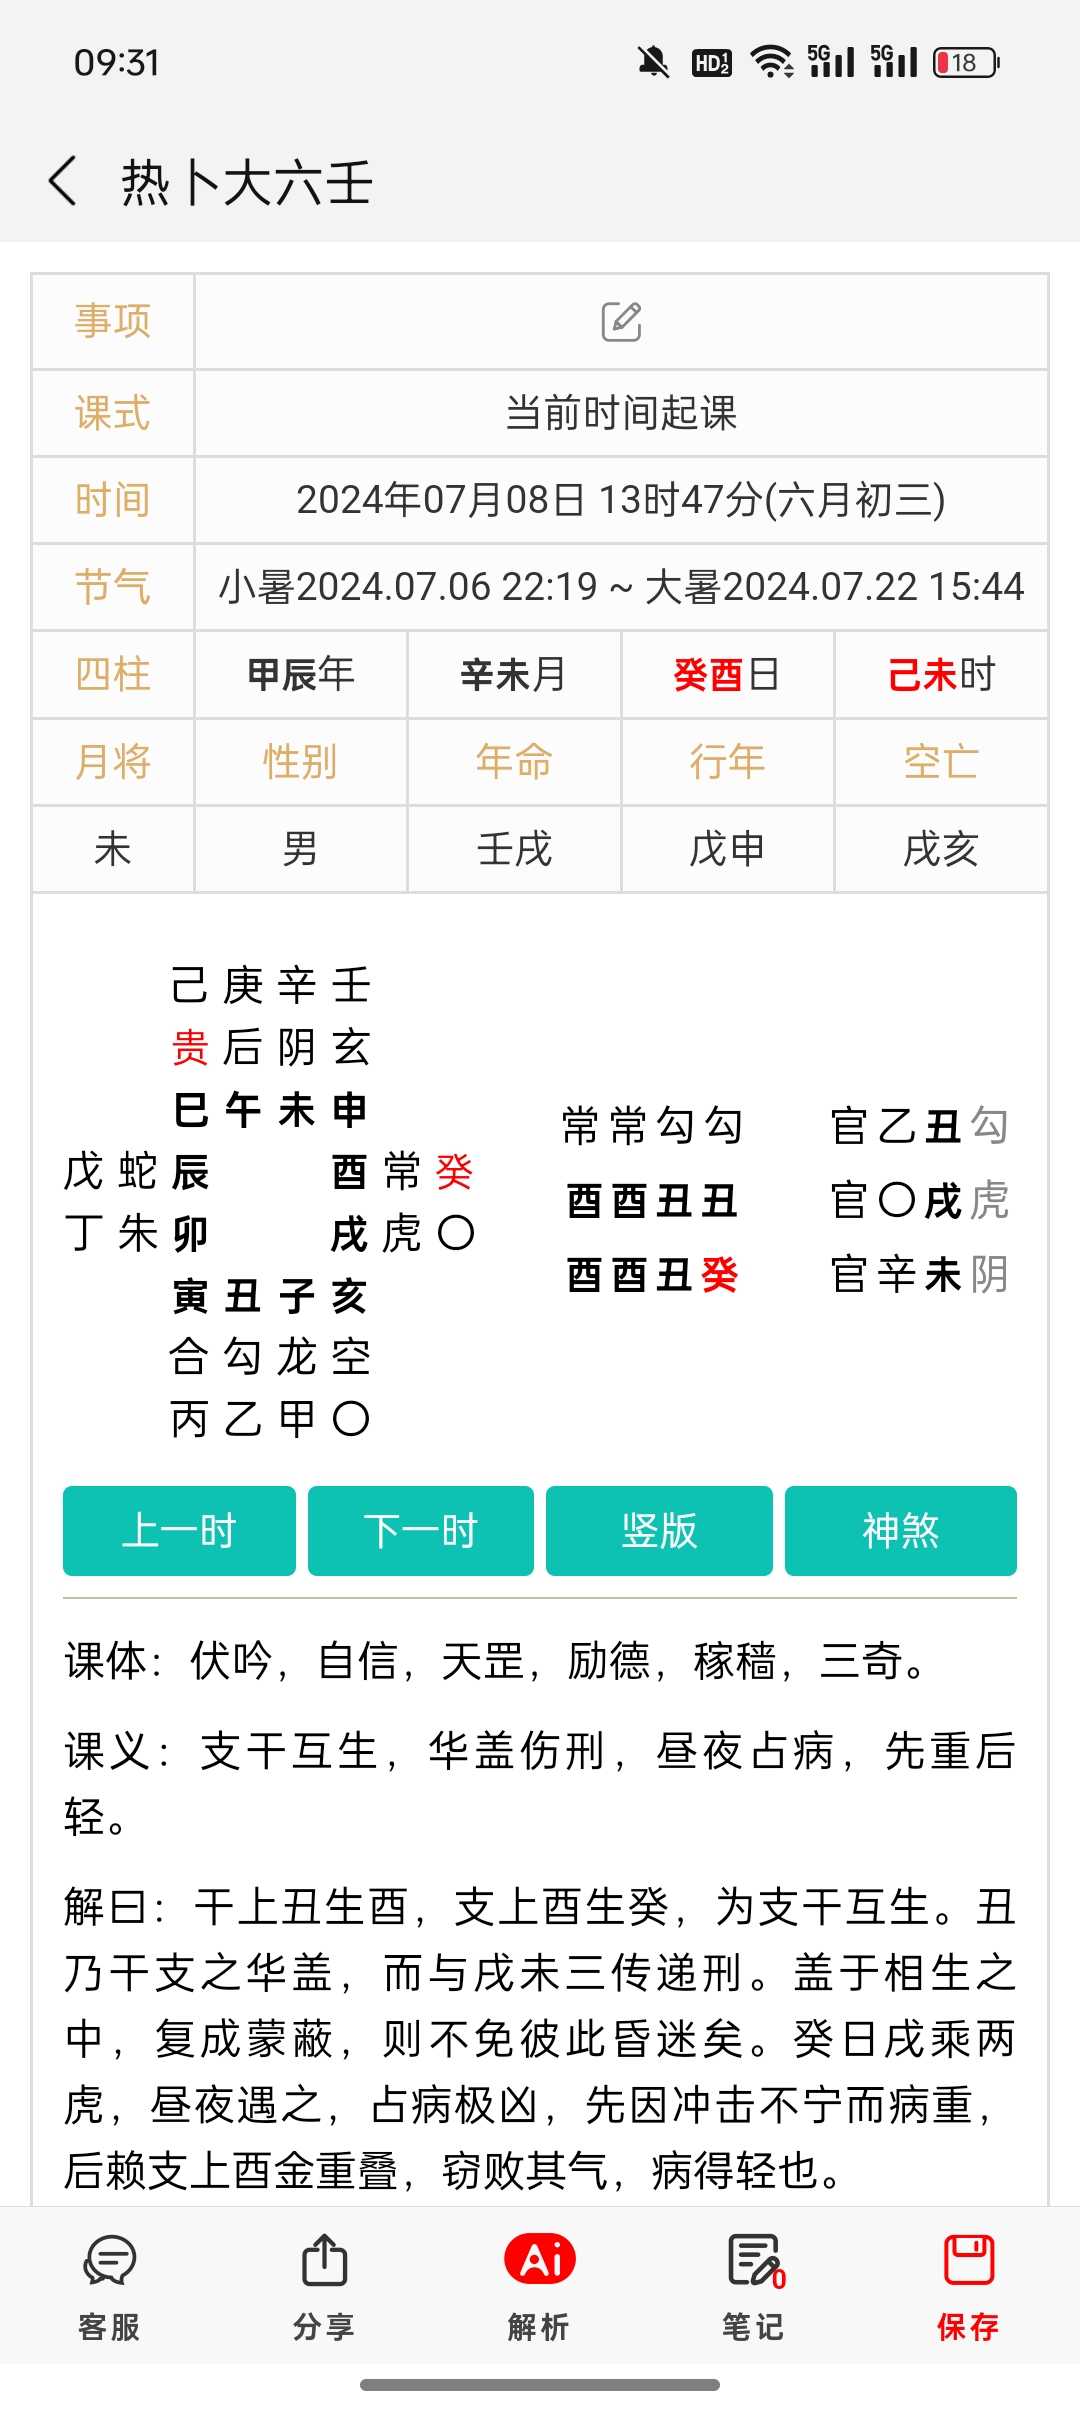 09:31
HD 1 2 5G 5G 18
热卜大六壬
事项
课式 当前时间起课
时间 2024年07月08日 13时47分(六月初三)
节气 小暑2024.07.06 22:19 ~ 大暑2024.07.22 15:44
四柱 甲辰年 辛未月 癸酉日 己未时
月将 性别 年命 行年 空亡
未 男 壬戌 戊申 戌亥
己 庚 辛 壬
贵 后 阴 玄
巳 午 未 申
戊 蛇 辰 酉 常 癸
丁 朱 卯 戌 虎 〇
寅 丑 子 亥
合 勾 龙 空
丙 乙 甲 〇
常 常 勾 勾 官 乙 丑 勾
酉 酉 丑 丑 官 〇 戌 虎
酉 酉 丑 癸 官 辛 未 阴
上一时 下一时 竖版 神煞
课体：伏吟，自信，天罡，励德，稼穑，三奇。
课义：支干互生，华盖伤刑，昼夜占病，先重后
轻。
解曰：干上丑生酉，支上酉生癸，为支干互生。丑
乃干支之华盖，而与戌未三传递刑。盖于相生之
中，复成蒙蔽，则不免彼此昏迷矣。癸日戌乘两
虎，昼夜遇之，占病极凶，先因冲击不宁而病重，
后赖支上酉金重叠，窃败其气，病得轻也。
客服 分享 Ai 解析 笔记 0 保存